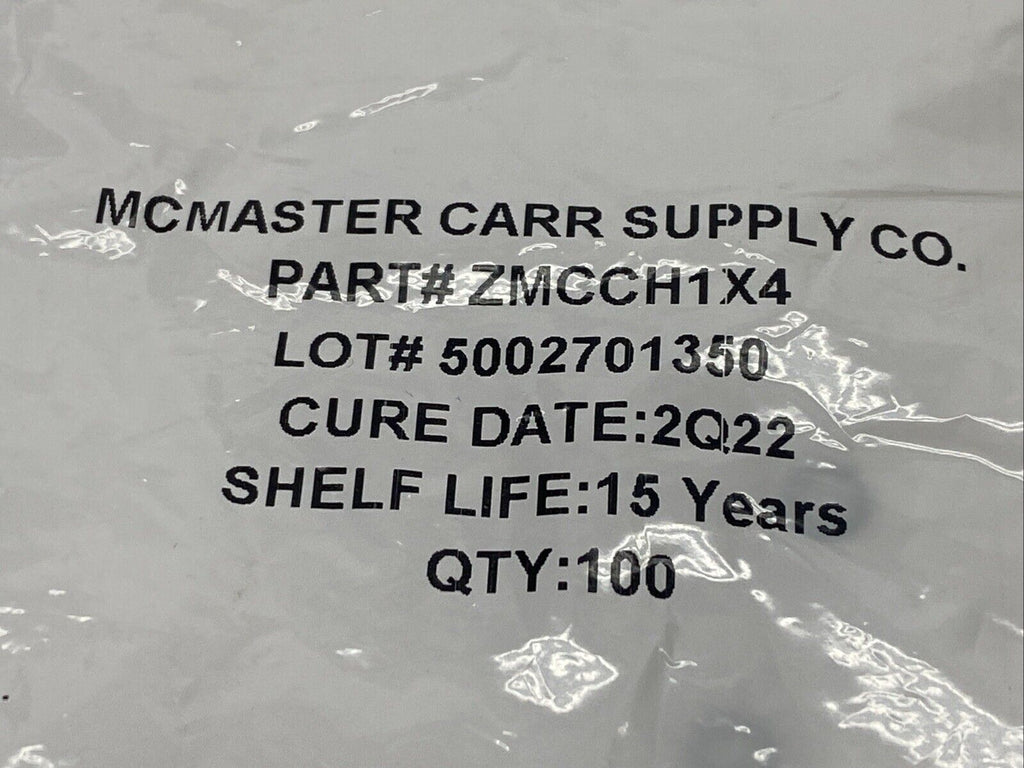 MCMASTER CARR SUPPLY CO.
PART# ZMCCH1X4
LOT# 5002701350
CURE DATE:2Q22
SHELF LIFE:15 Years
QTY:100